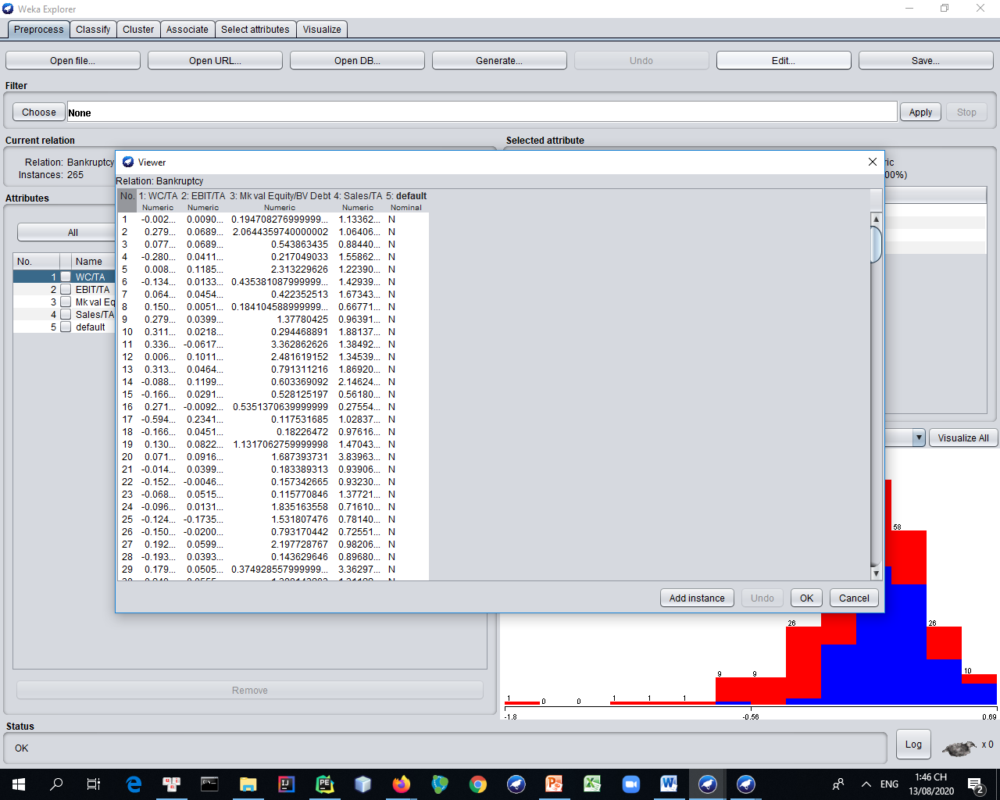 Weka Explorer
Preprocess Classify Cluster Associate Select attributes Visualize
Open file... Open URL... Open DB... Generate... Undo Edit... Save...
Filter
Choose None Apply Stop
Current relation
Relation: Bankruptcy
Instances: 265
Attributes
All
No. Name
1 WC/TA
2 EBIT/TA
3 Mk val Eq
4 Sales/TA
5 default
Remove
Selected attribute
ric
00%)
Viewer
Relation: Bankruptcy
No. 1: WC/TA 2: EBIT/TA 3: Mk val Equity/BV Debt 4: Sales/TA 5: default
Numeric Numeric Numeric Numeric Nominal
1 -0.002... 0.0090... 0.194708276999999... 1.13362... N
2 0.279... 0.0689... 2.0644359740000002 1.06406... N
3 0.077... 0.0689... 0.543863435 0.88440... N
4 -0.280... 0.0411... 0.217049033 1.55862... N
5 0.008... 0.1185... 2.313229626 1.22390... N
6 -0.134... 0.0133... 0.435381087999999... 1.42939... N
7 0.064... 0.0454... 0.422352513 1.67343... N
8 0.150... 0.0051... 0.184104588999999... 0.66771... N
9 0.279... 0.0399... 1.37780425 0.96391... N
10 0.311... 0.0218... 0.294468891 1.88137... N
11 0.336... -0.0617... 3.362862626 1.38492... N
12 0.006... 0.1011... 2.481619152 1.34539... N
13 0.313... 0.0464... 0.791311216 1.86920... N
14 -0.088... 0.1199... 0.603369092 2.14624... N
15 -0.166... 0.0291... 0.528125197 0.56180... N
16 0.271... -0.0092... 0.5351370639999999 0.27554... N
17 -0.594... 0.2341... 0.117531685 1.02837... N
18 -0.166... 0.0451... 0.18226472 0.97616... N
19 0.130... 0.0822... 1.1317062759999998 1.47043... N
20 0.071... 0.0916... 1.687393731 3.83963... N
21 -0.014... 0.0399... 0.183389313 0.93906... N
22 -0.152... -0.0046... 0.157342665 0.93230... N
23 -0.068... 0.0515... 0.115770846 1.37721... N
24 -0.096... 0.0131... 1.835163558 0.71610... N
25 -0.124... -0.1735... 1.531807476 0.78140... N
26 -0.150... -0.0200... 0.793170442 0.72551... N
27 0.192... 0.0599... 2.197728767 0.98206... N
28 -0.193... 0.0393... 0.143629646 0.89680... N
29 0.179... 0.0505... 0.374928557999999... 3.36297... N
Add instance Undo OK Cancel
Visualize All
58
26 26
9 9 10
1 0 0 1 1 1
-1.8 -0.56 0.69
Status
OK
Log x 0
ENG 1:46 CH
13/08/2020 2